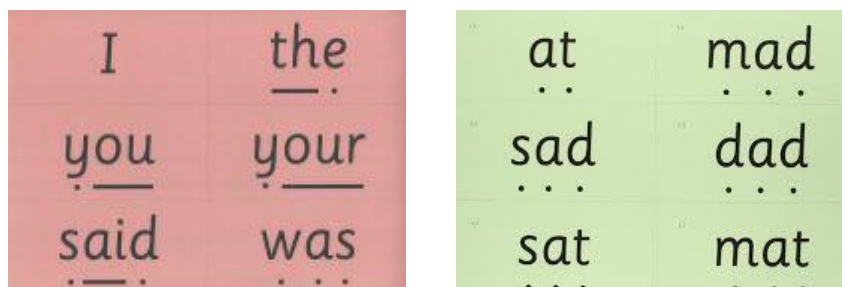 I the
you your
said was
at mad
sad dad
sat mat